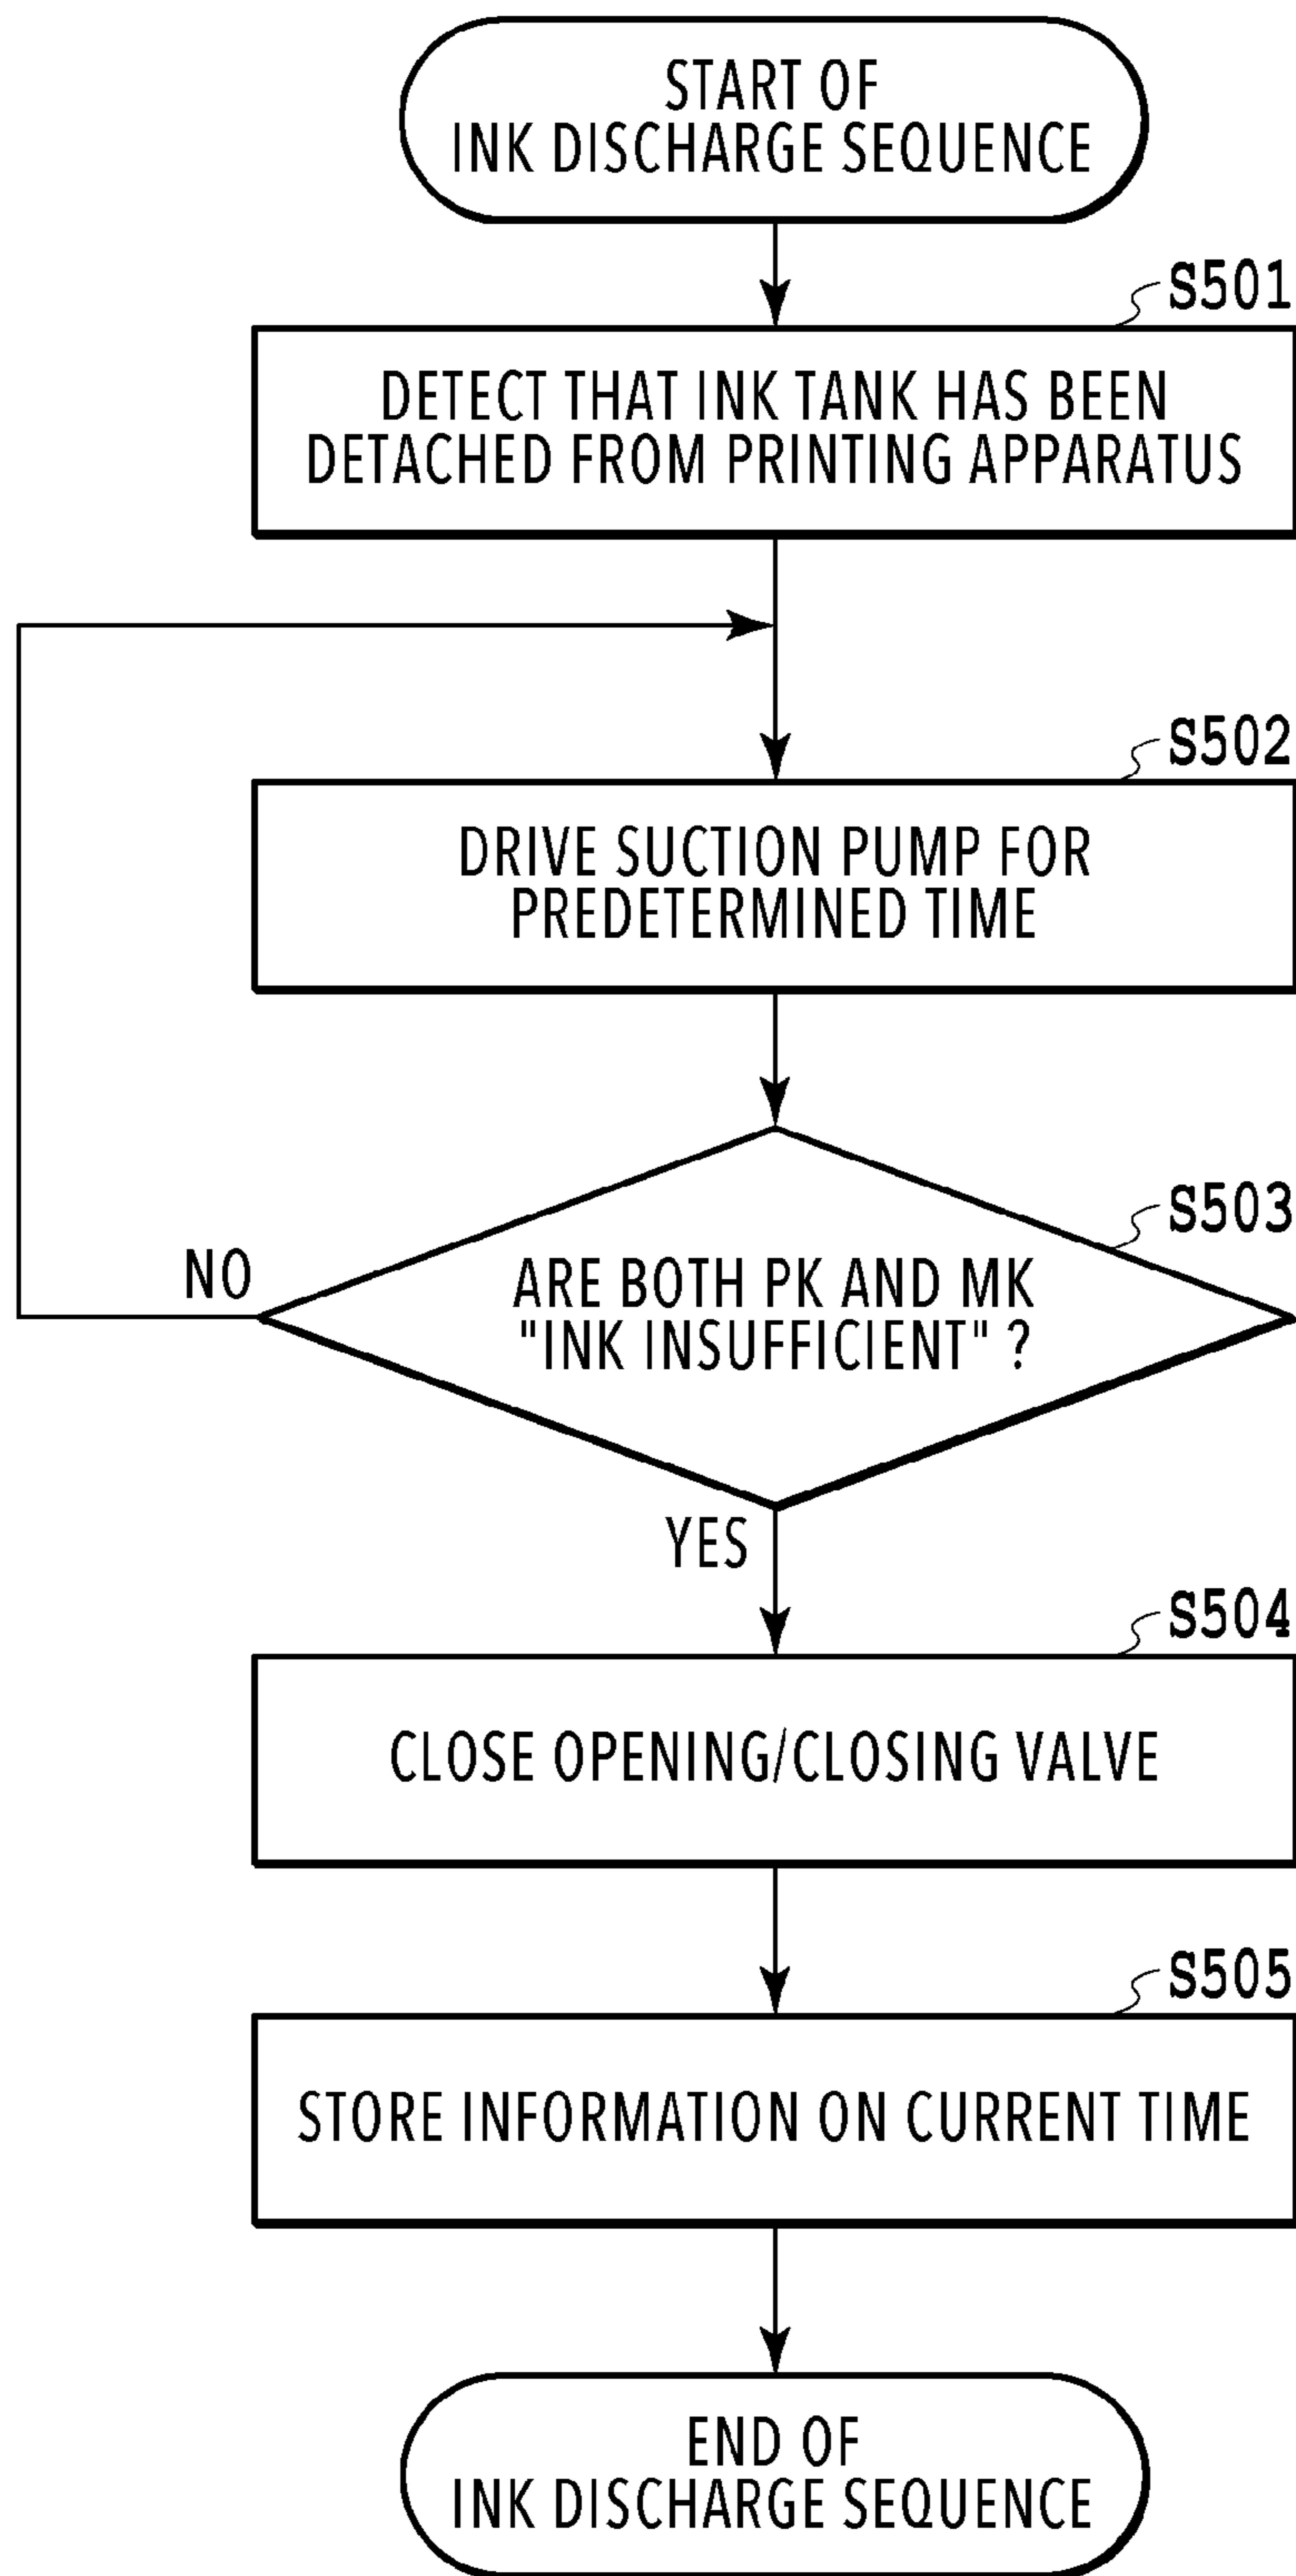 START OF
INK DISCHARGE SEQUENCE
S501
DETECT THAT INK TANK HAS BEEN
DETACHED FROM PRINTING APPARATUS
S502
DRIVE SUCTION PUMP FOR
PREDETERMINED TIME
S503
ARE BOTH PK AND MK
"INK INSUFFICIENT" ?
NO
YES
S504
CLOSE OPENING/CLOSING VALVE
S505
STORE INFORMATION ON CURRENT TIME
END OF
INK DISCHARGE SEQUENCE